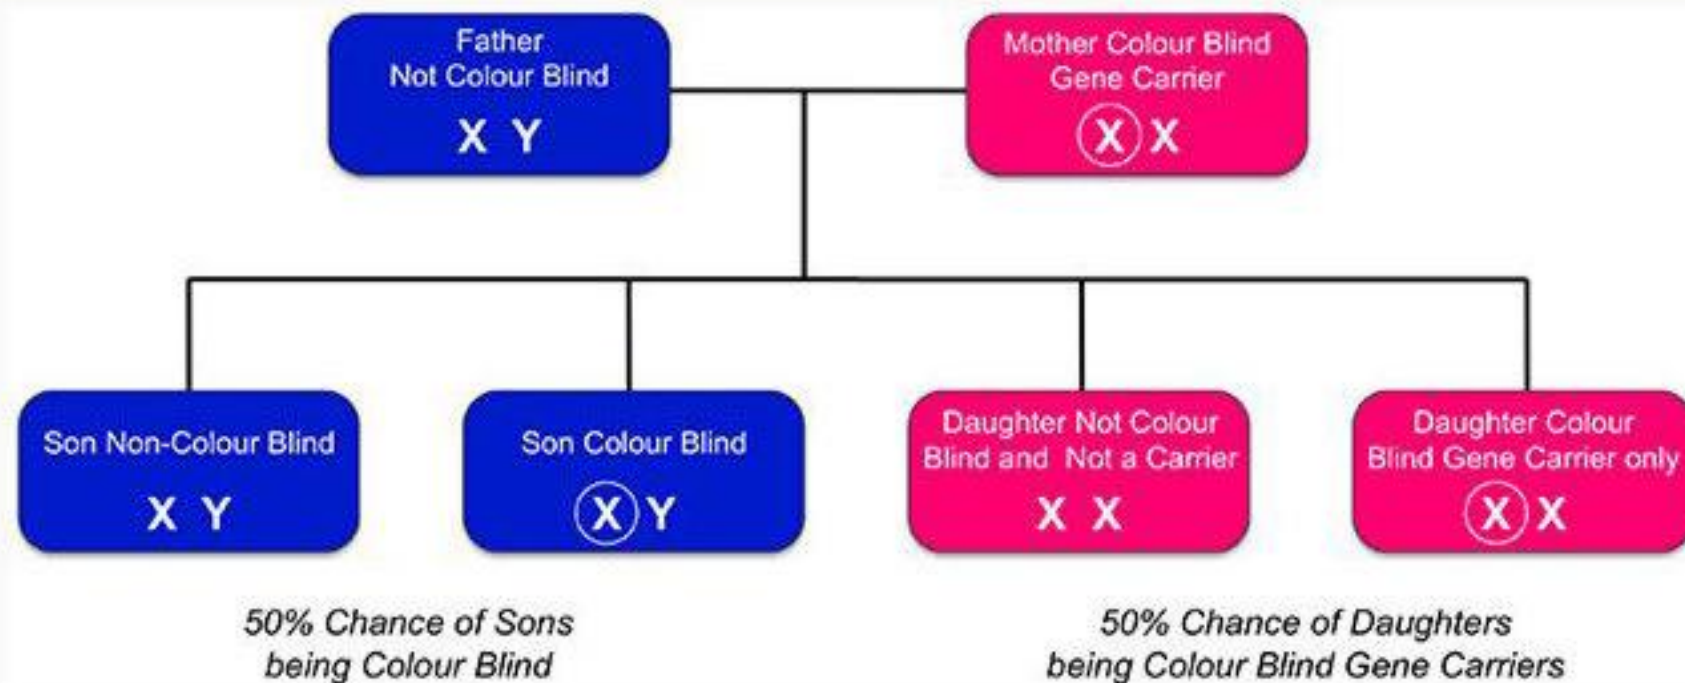 Father
Not Colour Blind
X Y
Mother Colour Blind
Gene Carrier
X X
Son Non-Colour Blind
X Y
Son Colour Blind
X Y
Daughter Not Colour
Blind and Not a Carrier
X X
Daughter Colour
Blind Gene Carrier only
X X
50% Chance of Sons
being Colour Blind
50% Chance of Daughters
being Colour Blind Gene Carriers